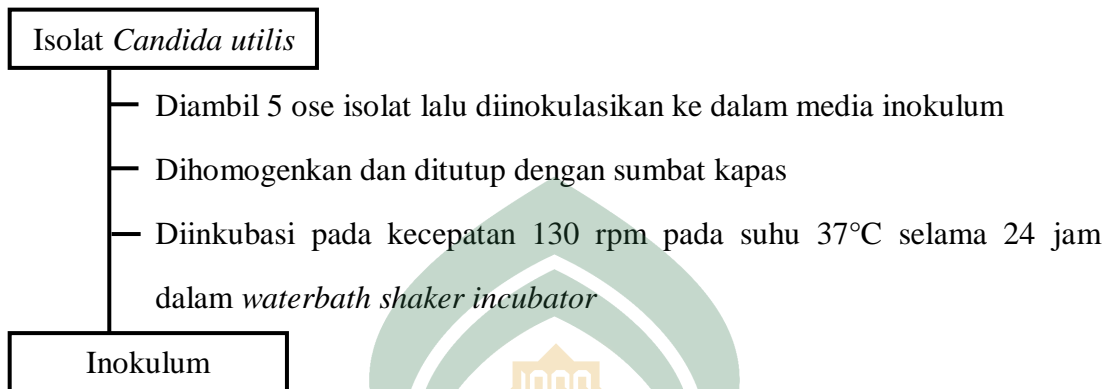 Isolat Candida utilis
Diambil 5 ose isolat lalu diinokulasikan ke dalam media inokulum
Dihomogenkan dan ditutup dengan sumbat kapas
Diinkubasi pada kecepatan 130 rpm pada suhu 37°C selama 24 jam
dalam waterbath shaker incubator
Inokulum